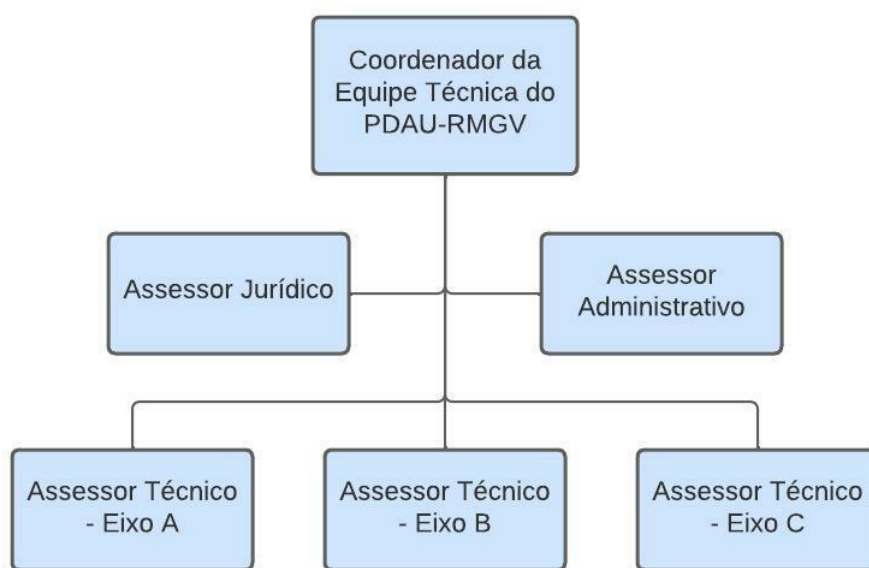 Coordenador da
Equipe Técnica do
PDAU-RMGV
Assessor Jurídico
Assessor
Administrativo
Assessor Técnico
- Eixo A
Assessor Técnico
- Eixo B
Assessor Técnico
- Eixo C